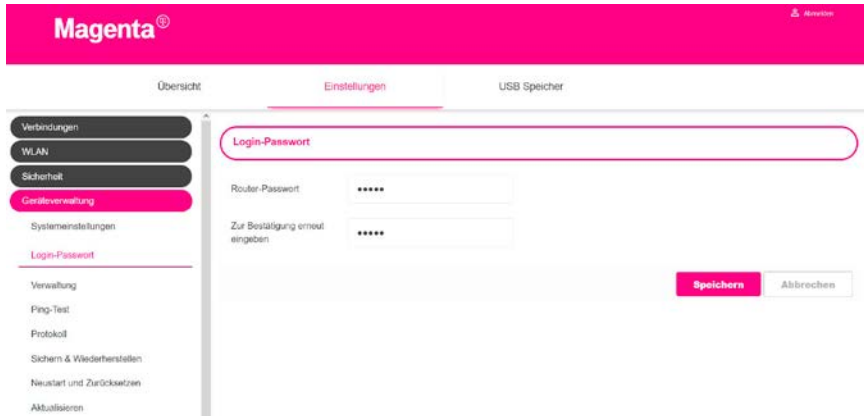 Magenta®
Abmelden
Übersicht
Einstellungen
USB Speicher
Verbindungen
WLAN
Sicherheit
Geräteverwaltung
Systemeinstellungen
Login-Passwort
Verwaltung
Ping-Test
Protokoll
Sichern & Wiederherstellen
Neustart und Zurücksetzen
Aktualisieren
Login-Passwort
Router-Passwort
•••••
Zur Bestätigung erneut
eingeben
•••••
Speichern
Abbrechen